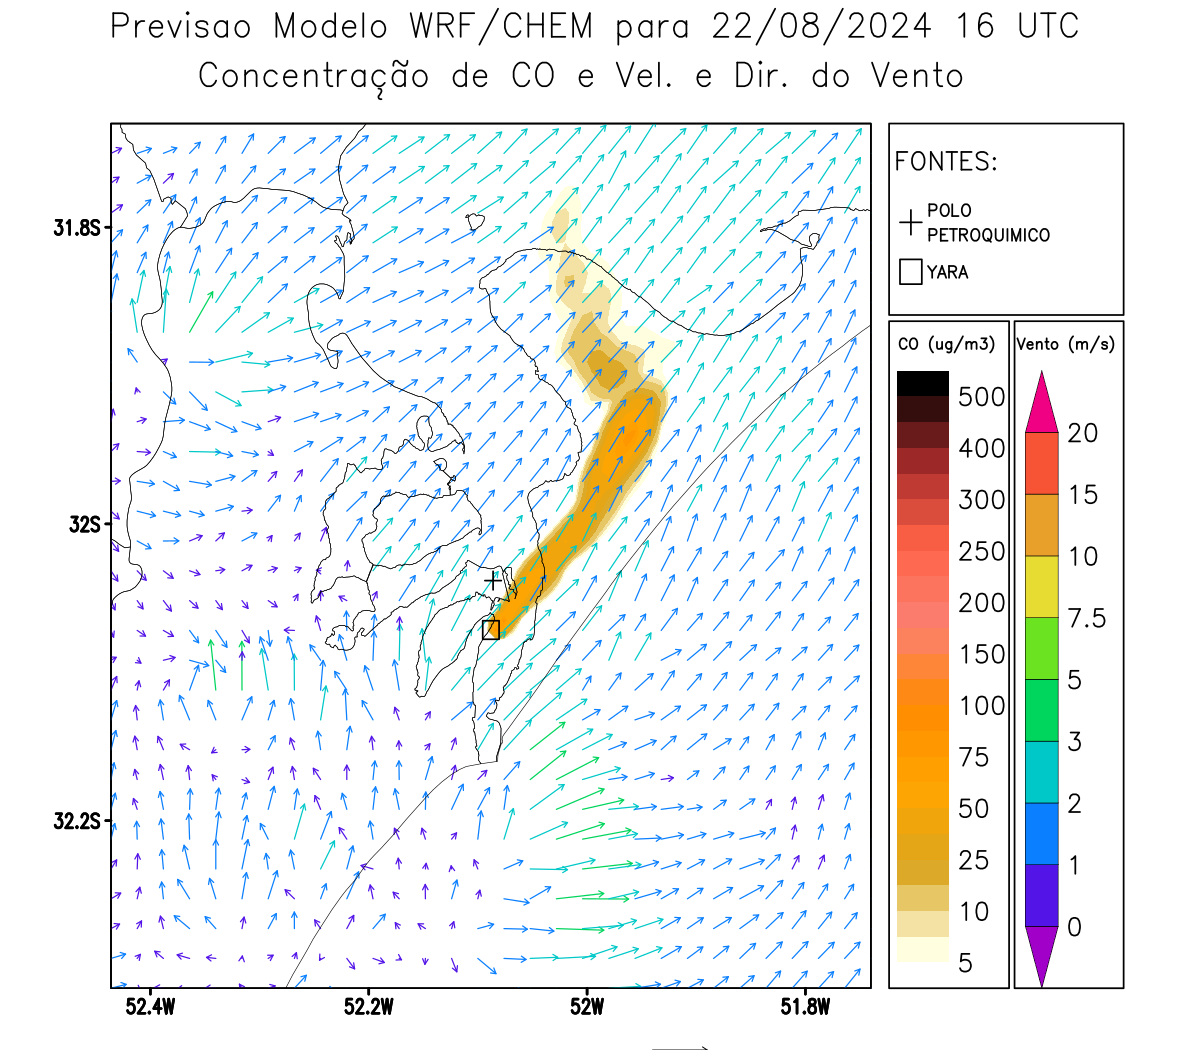 Previsao Modelo WRF/CHEM para 22/08/2024 16 UTC
Concentração de CO e Vel. e Dir. do Vento
FONTES:
POLO
PETROQUIMICO
YARA
CO (ug/m3)
500
400
300
250
200
150
100
75
50
25
10
5
Vento (m/s)
20
15
10
7.5
5
3
2
1
0
31.8S
32S
32.2S
52.4W
52.2W
52W
51.8W